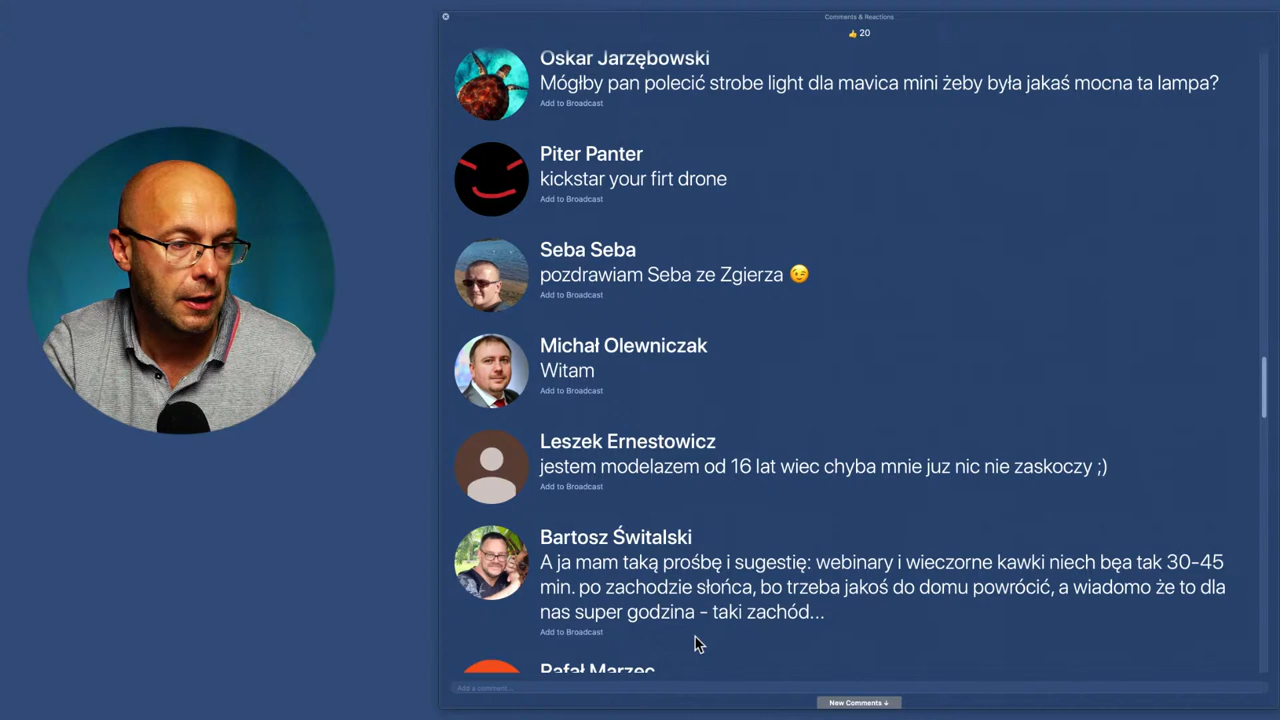 Comments & Reactions
👍 20
Oskar Jarzębowski
Mógłby pan polecić strobe light dla mavica mini żeby była jakaś mocna ta lampa?
Add to Broadcast
Piter Panter
kickstar your firt drone
Add to Broadcast
Seba Seba
pozdrawiam Seba ze Zgierza 😉
Add to Broadcast
Michał Olewniczak
Witam
Add to Broadcast
Leszek Ernestowicz
jestem modelazem od 16 lat wiec chyba mnie juz nic nie zaskoczy ;)
Add to Broadcast
Bartosz Świtalski
A ja mam taką prośbę i sugestię: webinary i wieczorne kawki niech bęa tak 30-45
min. po zachodzie słońca, bo trzeba jakoś do domu powrócić, a wiadomo że to dla
nas super godzina - taki zachód...
Add to Broadcast
Rafał Marzec
Add a comment...
New Comments ↓